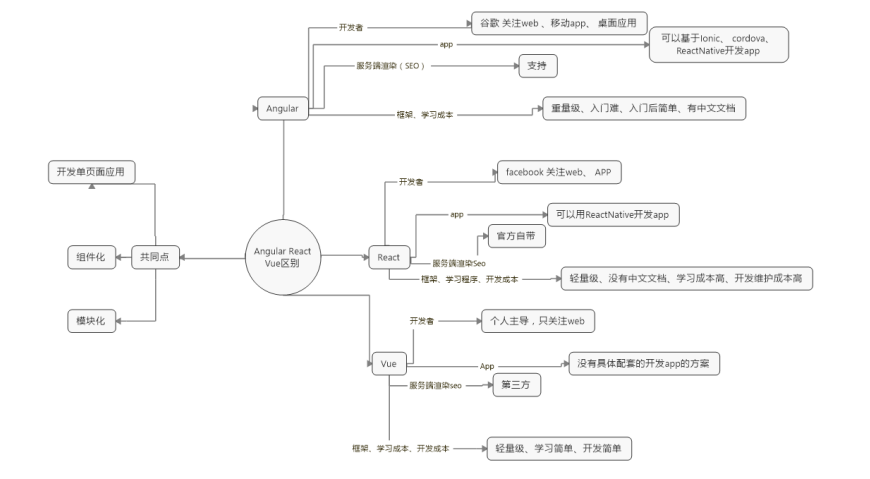 开发者
谷歌 关注web 、移动app、 桌面应用
app
可以基于Ionic、 cordova、
ReactNative开发app
服务端渲染（SEO）
支持
Angular
框架、学习成本
重量级、入门难、入门后简单、有中文文档
开发单页面应用
组件化
共同点
模块化
Angular React
Vue区别
开发者
facebook 关注web、 APP
app
可以用ReactNative开发app
官方自带
React
服务端渲染Seo
框架、学习程序、开发成本
轻量级、没有中文文档、学习成本高、开发维护成本高
开发者
个人主导，只关注web
Vue
App
没有具体配套的开发app的方案
服务端渲染seo
第三方
框架、学习成本、开发成本
轻量级、学习简单、开发简单